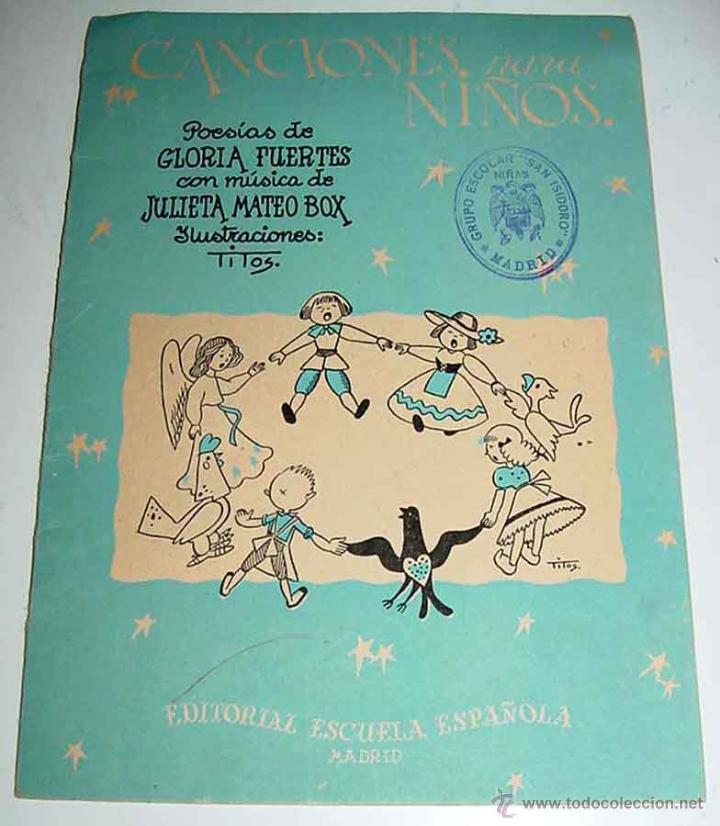 CANCIONES para
NIÑOS.
Poesías de
GLORIA FUERTES
con música de
JULIETA MATEO BOX
Ilustraciones:
TiTos.
GRUPO ESCOLAR "SAN ISIDORO"
NIÑAS
* MADRID *
TiTos.
EDITORIAL ESCUELA ESPAÑOLA
MADRID
© www.todocoleccion.net